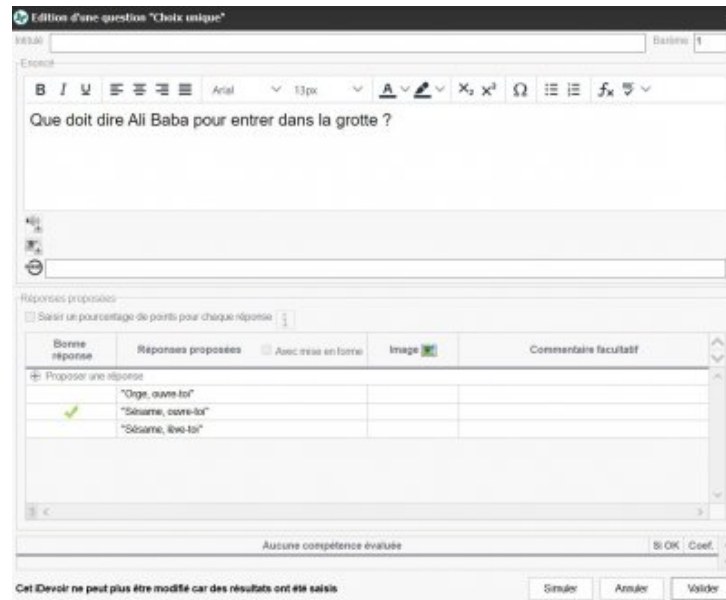 Edition d'une question "Choix unique"
Intitulé
Barème 1
Enoncé
B I U Arial 13px A X₂ X² Ω fx
Que doit dire Ali Baba pour entrer dans la grotte ?
Réponses proposées
Saisir un pourcentage de points pour chaque réponse
Bonne réponse Réponses proposées Avec mise en forme Image Commentaire facultatif
Proposer une réponse
"Orge, ouvre-toi"
"Sésame, ouvre-toi"
"Sésame, lève-toi"
Aucune compétence évaluée Si OK Coef.
Cet iDevoir ne peut plus être modifié car des résultats ont été saisis Simuler Annuler Valider